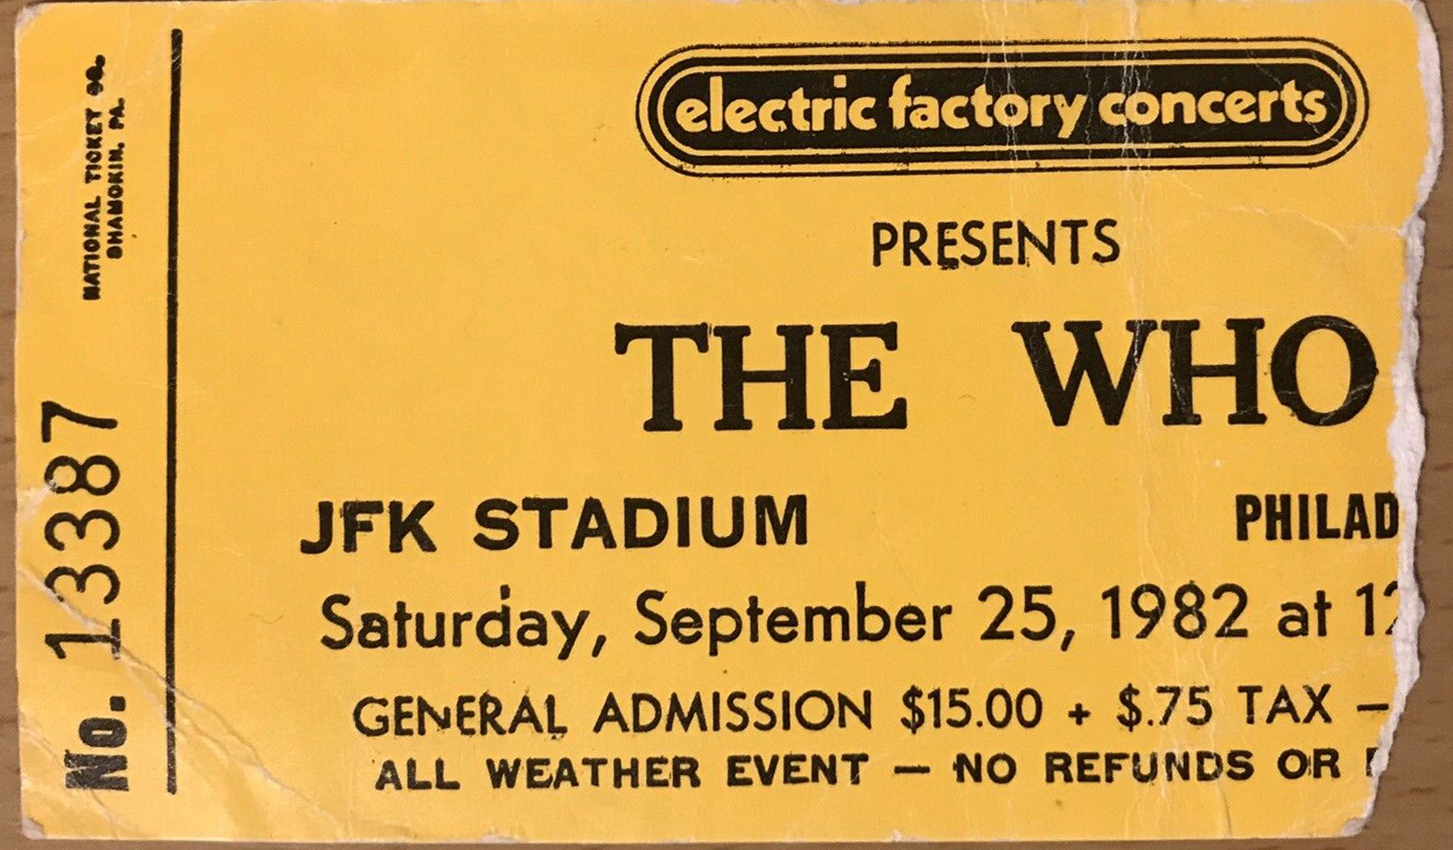 NATIONAL TICKET CO.
SHAMOKIN, PA.
No. 13387
electric factory concerts
PRESENTS
THE WHO
JFK STADIUM PHILAD
Saturday, September 25, 1982 at 12
GENERAL ADMISSION $15.00 + $.75 TAX —
ALL WEATHER EVENT — NO REFUNDS OR